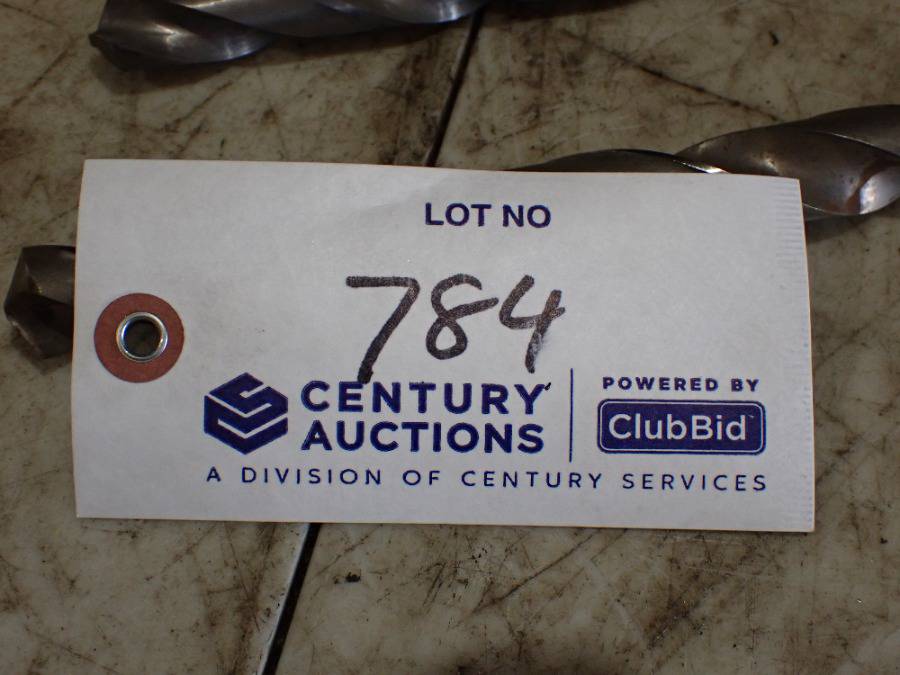 LOT NO
784
CENTURY
AUCTIONS
POWERED BY
ClubBid
A DIVISION OF CENTURY SERVICES